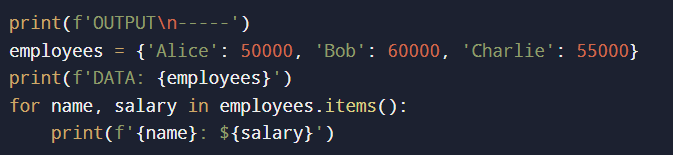 print(f'OUTPUT\n-----')
employees = {'Alice': 50000, 'Bob': 60000, 'Charlie': 55000}
print(f'DATA: {employees}')
for name, salary in employees.items():
    print(f'{name}: ${salary}')